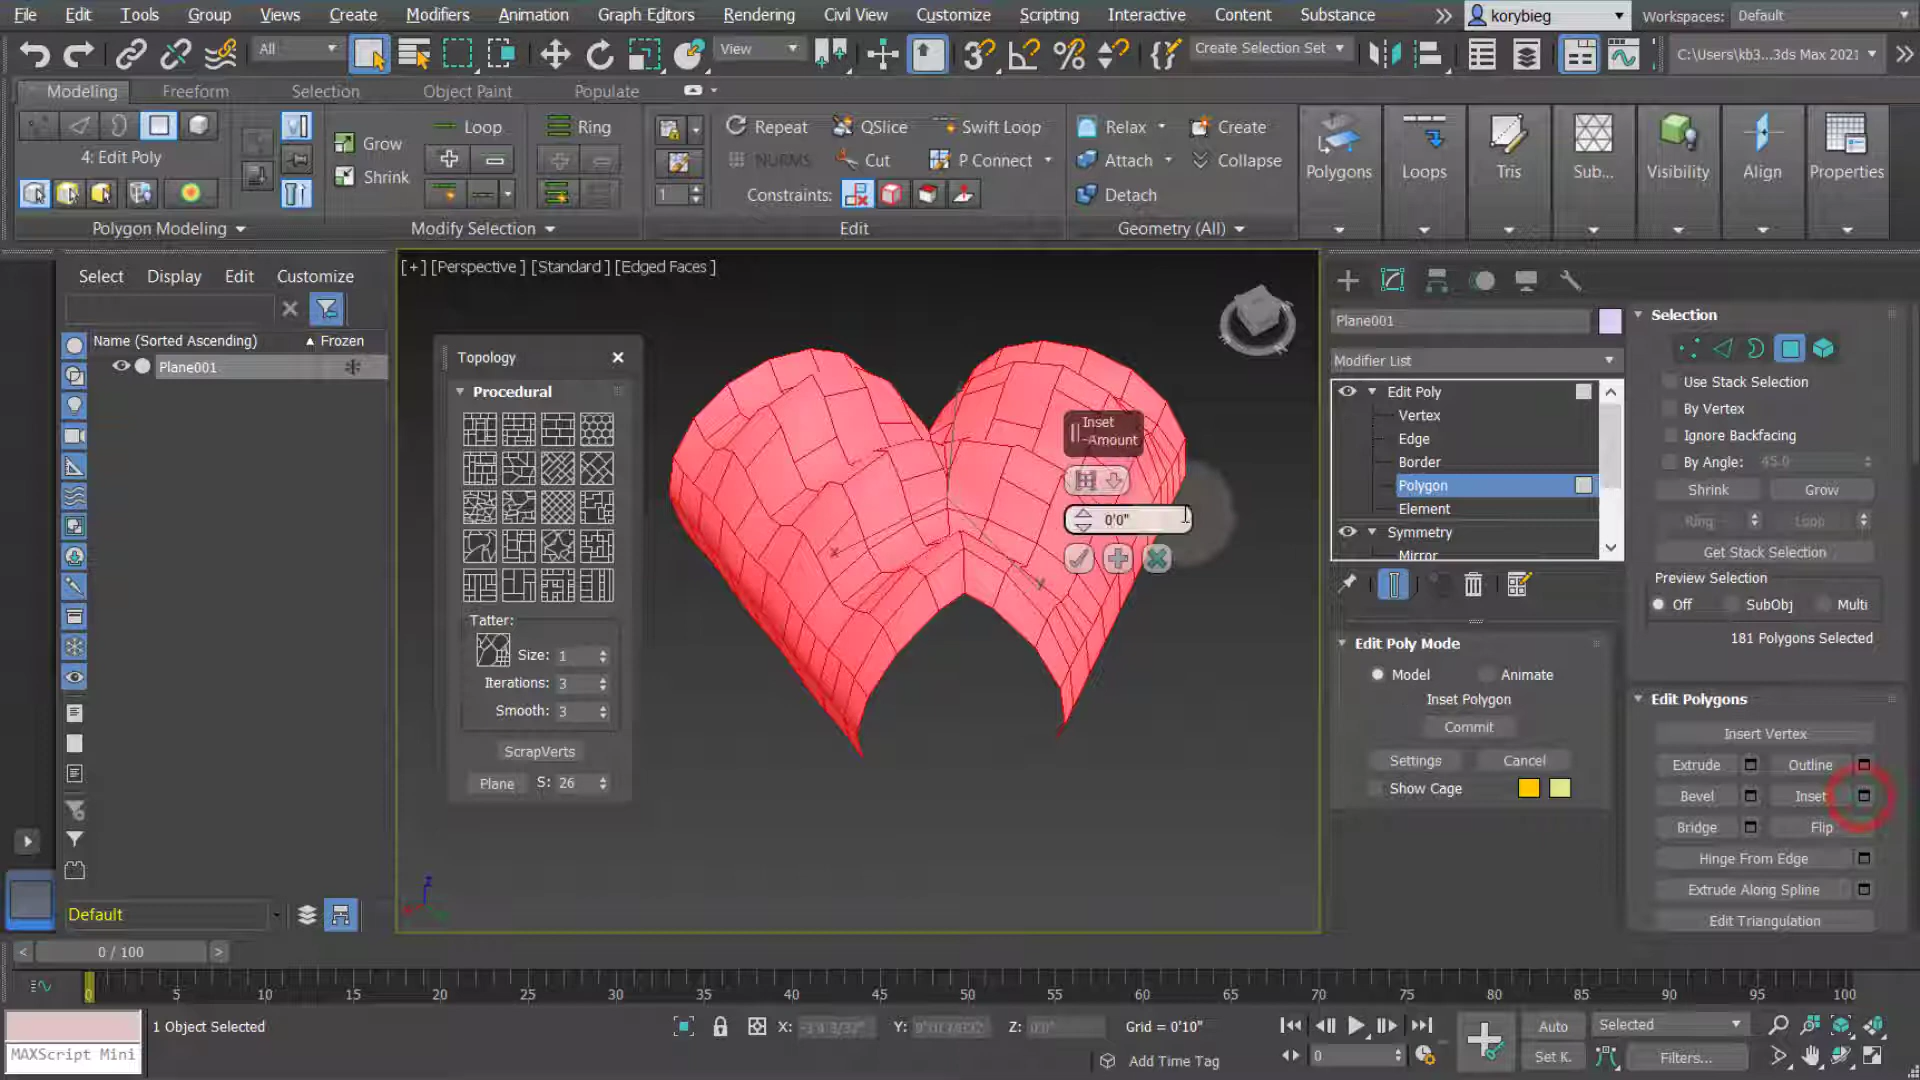 File Edit Tools Group Views Create Modifiers Animation Graph Editors Rendering Civil View Customize Scripting Interactive Content Substance korybieg Workspaces: Default
All View Create Selection Set C:\Users\kb3...3ds Max 2021
Modeling Freeform Selection Object Paint Populate
Loop Ring Repeat QSlice Swift Loop Relax Create
4: Edit Poly Grow NURMS Cut P Connect Attach Collapse
Shrink 1 Constraints: Detach
Polygons Loops Tris Sub... Visibility Align Properties
Polygon Modeling Modify Selection Edit Geometry (All)
Select Display Edit Customize
Name (Sorted Ascending) Frozen
Plane001
[+] [Perspective] [Standard] [Edged Faces]
Topology
Procedural
Tatter:
Size: 1
Iterations: 3
Smooth: 3
ScrapVerts
Plane S: 26
Inset
-Amount
0'0"
Plane001
Modifier List
Edit Poly
Vertex
Edge
Border
Polygon
Element
Symmetry
Mirror
Edit Poly Mode
Model Animate
Inset Polygon
Commit
Settings Cancel
Show Cage
Selection
Use Stack Selection
By Vertex
Ignore Backfacing
By Angle: 45.0
Shrink Grow
Ring Loop
Get Stack Selection
Preview Selection
Off SubObj Multi
181 Polygons Selected
Edit Polygons
Insert Vertex
Extrude Outline
Bevel Inset
Bridge Flip
Hinge From Edge
Extrude Along Spline
Edit Triangulation
z
Default
0 / 100
0 5 10 15 20 25 30 35 40 45 50 55 60 65 70 75 80 85 90 95 100
1 Object Selected X: Y: Z: 0'0" Grid = 0'10" Auto Selected
MAXScript Mini Add Time Tag 0 Set K. Filters...